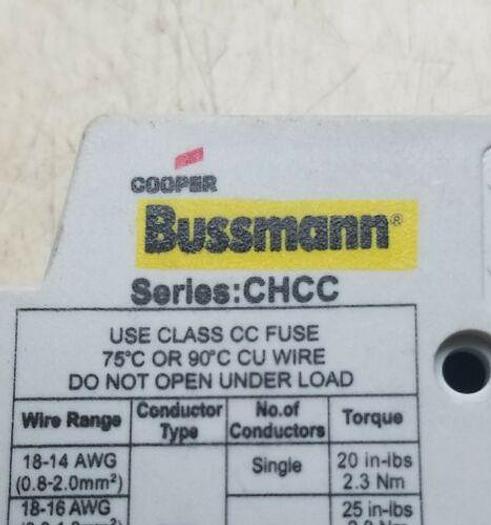 COOPER
Bussmann®
Series:CHCC
USE CLASS CC FUSE
75°C OR 90°C CU WIRE
DO NOT OPEN UNDER LOAD
Wire Range Conductor Type No.of Conductors Torque
18-14 AWG (0.8-2.0mm²) Single 20 in-lbs 2.3 Nm
18-16 AWG 25 in-lbs